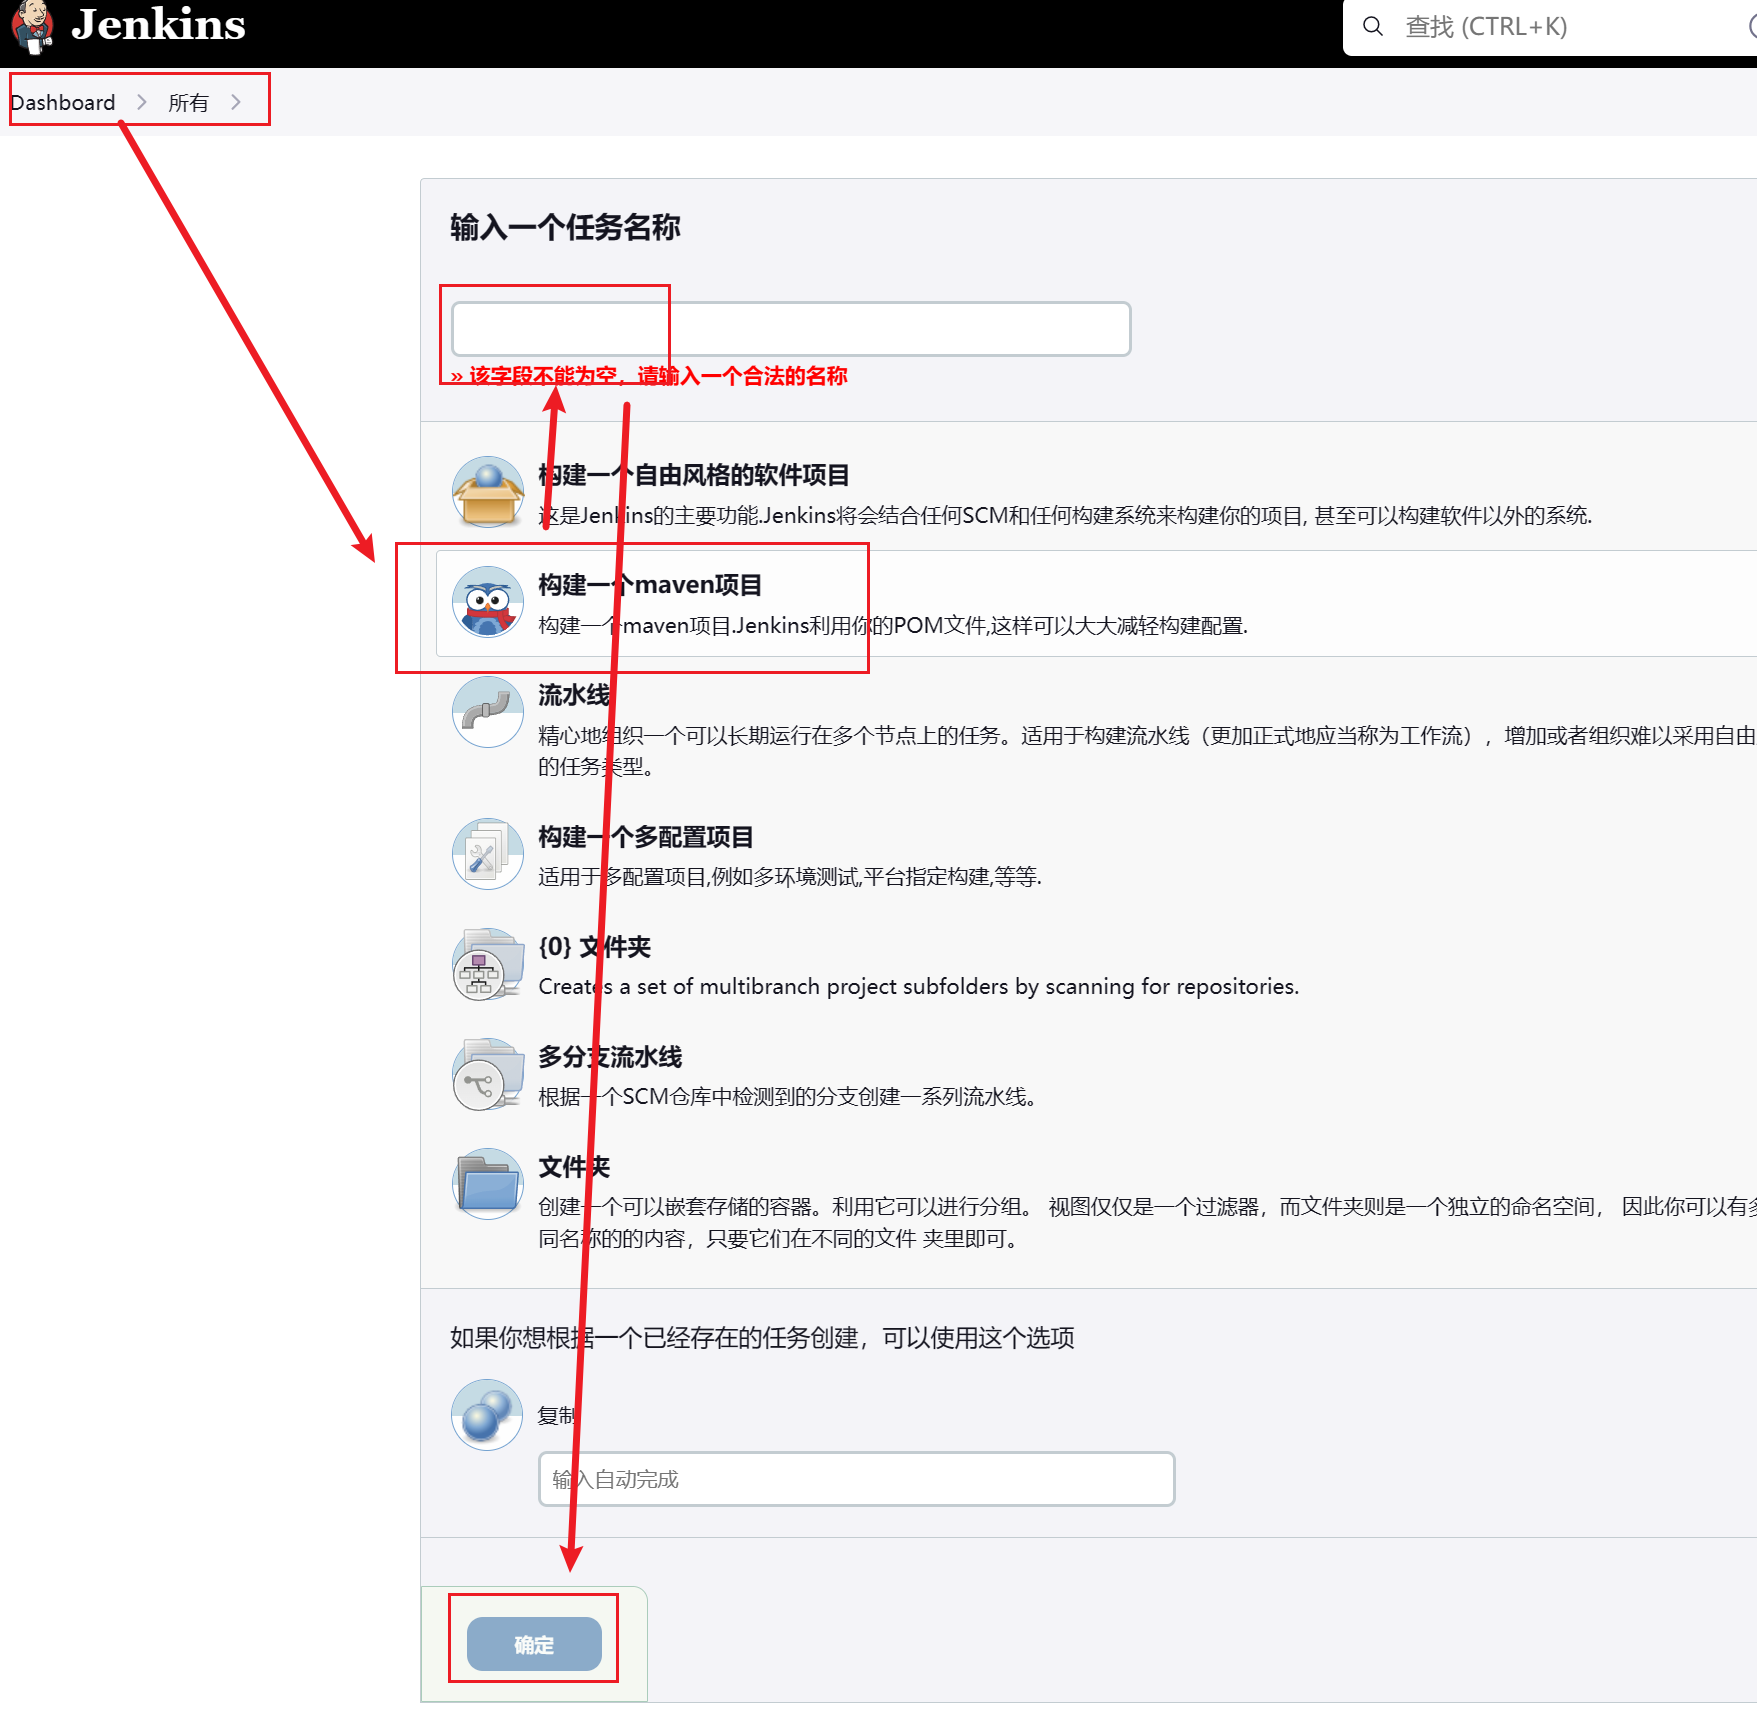 Jenkins
查找 (CTRL+K)
Dashboard
所有
输入一个任务名称
» 该字段不能为空，请输入一个合法的名称
构建一个自由风格的软件项目
这是Jenkins的主要功能.Jenkins将会结合任何SCM和任何构建系统来构建你的项目, 甚至可以构建软件以外的系统.
构建一个maven项目
构建一个maven项目.Jenkins利用你的POM文件,这样可以大大减轻构建配置.
流水线
精心地组织一个可以长期运行在多个节点上的任务。适用于构建流水线（更加正式地应当称为工作流），增加或者组织难以采用自由
的任务类型。
构建一个多配置项目
适用于多配置项目,例如多环境测试,平台指定构建,等等.
{0} 文件夹
Creates a set of multibranch project subfolders by scanning for repositories.
多分支流水线
根据一个SCM仓库中检测到的分支创建一系列流水线。
文件夹
创建一个可以嵌套存储的容器。利用它可以进行分组。 视图仅仅是一个过滤器，而文件夹则是一个独立的命名空间， 因此你可以有多
同名称的的内容，只要它们在不同的文件 夹里即可。
如果你想根据一个已经存在的任务创建，可以使用这个选项
复制
输入自动完成
确定